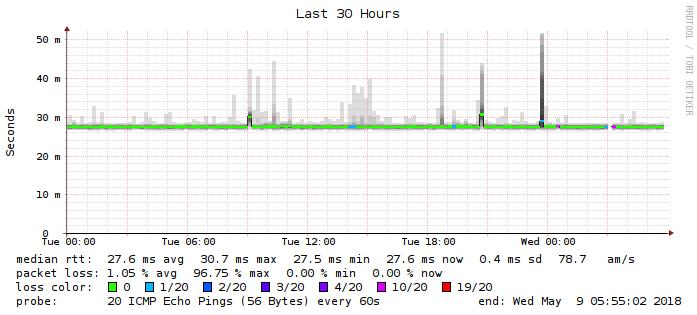 Last 30 Hours
RRDTOOL / TOBI OETIKER
Seconds
50 m
40 m
30 m
20 m
10 m
0
Tue 00:00 Tue 06:00 Tue 12:00 Tue 18:00 Wed 00:00
median rtt: 27.6 ms avg 30.7 ms max 27.5 ms min 27.6 ms now 0.4 ms sd 78.7 am/s
packet loss: 1.05 % avg 96.75 % max 0.00 % min 0.00 % now
loss color: 0 1/20 2/20 3/20 4/20 10/20 19/20
probe: 20 ICMP Echo Pings (56 Bytes) every 60s end: Wed May 9 05:55:02 2018